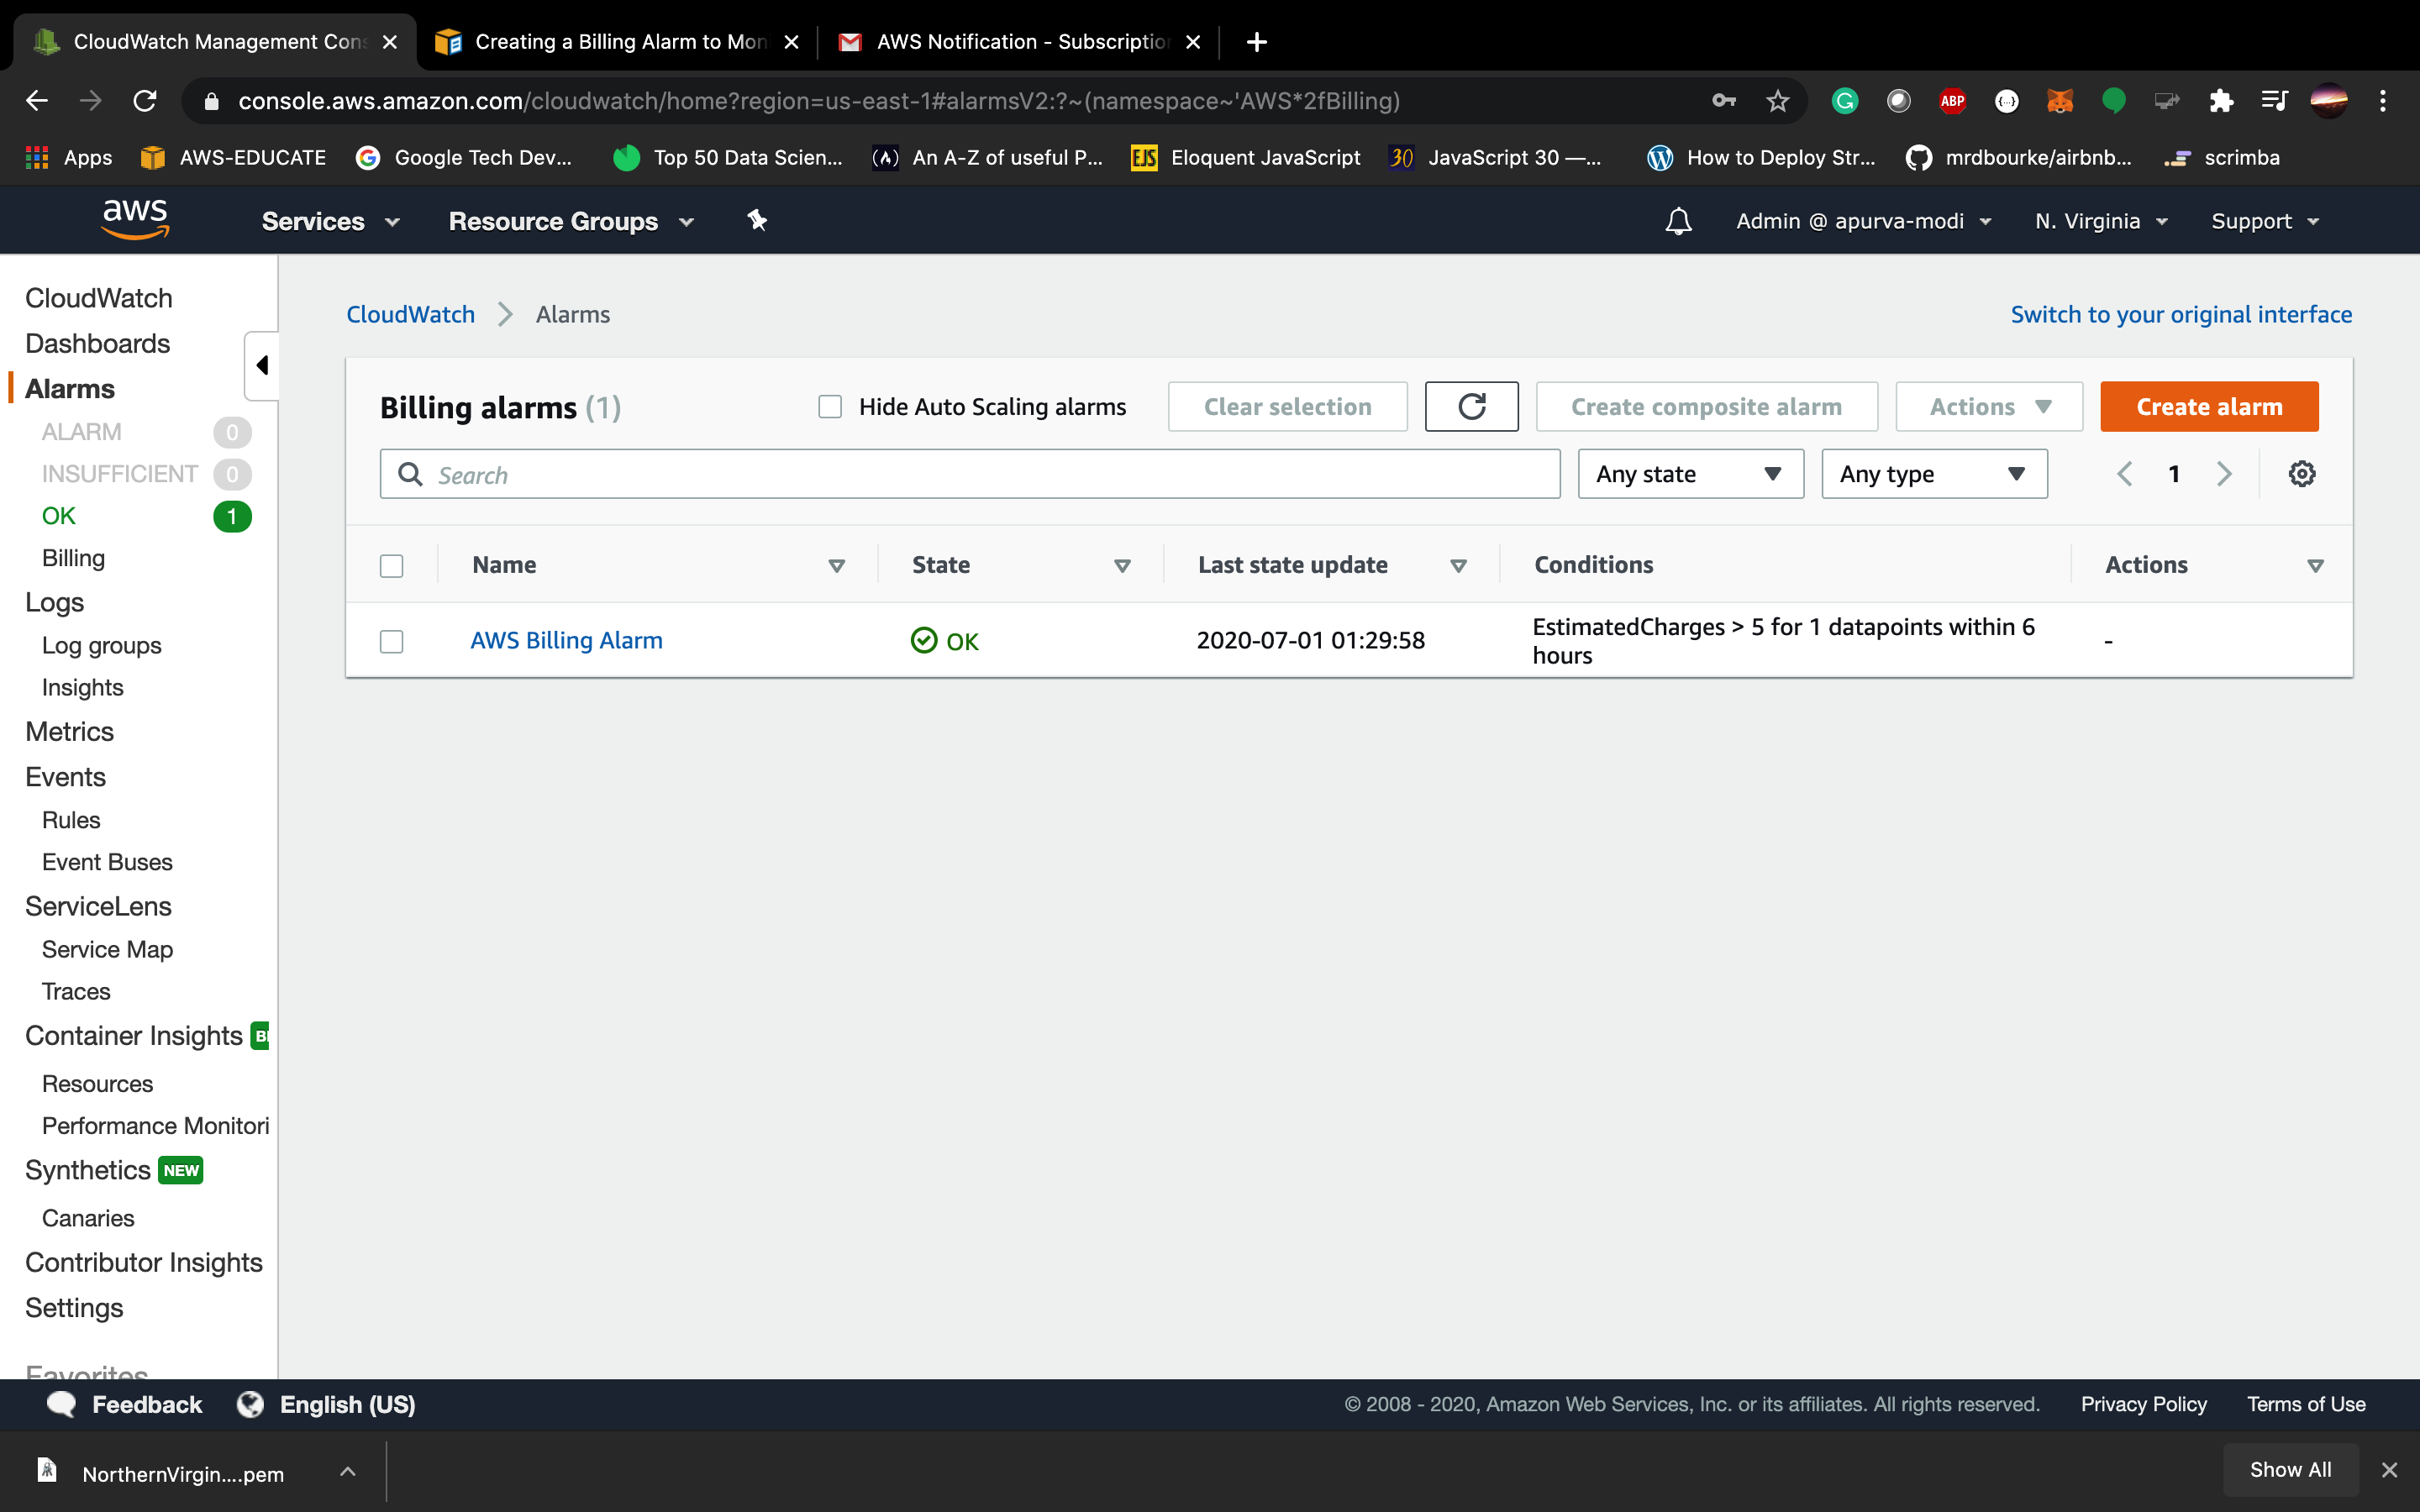 CloudWatch Management Cons
Creating a Billing Alarm to Mon
AWS Notification - Subscription
console.aws.amazon.com/cloudwatch/home?region=us-east-1#alarmsV2:?~(namespace~'AWS*2fBilling)
ABP
Apps
AWS-EDUCATE
Google Tech Dev...
Top 50 Data Scien...
An A-Z of useful P...
EJS
Eloquent JavaScript
30
JavaScript 30 —...
How to Deploy Str...
mrdbourke/airbnb...
scrimba
aws
Services
Resource Groups
Admin @ apurva-modi
N. Virginia
Support
CloudWatch
Dashboards
Alarms
ALARM 0
INSUFFICIENT 0
OK 1
Billing
Logs
Log groups
Insights
Metrics
Events
Rules
Event Buses
ServiceLens
Service Map
Traces
Container Insights
Resources
Performance Monitori
Synthetics NEW
Canaries
Contributor Insights
Settings
Favorites
CloudWatch > Alarms
Switch to your original interface
Billing alarms (1)
Hide Auto Scaling alarms
Clear selection
Create composite alarm
Actions
Create alarm
Search
Any state
Any type
1
Name
State
Last state update
Conditions
Actions
AWS Billing Alarm
OK
2020-07-01 01:29:58
EstimatedCharges > 5 for 1 datapoints within 6
hours
-
Feedback
English (US)
© 2008 - 2020, Amazon Web Services, Inc. or its affiliates. All rights reserved.
Privacy Policy
Terms of Use
NorthernVirgin....pem
Show All